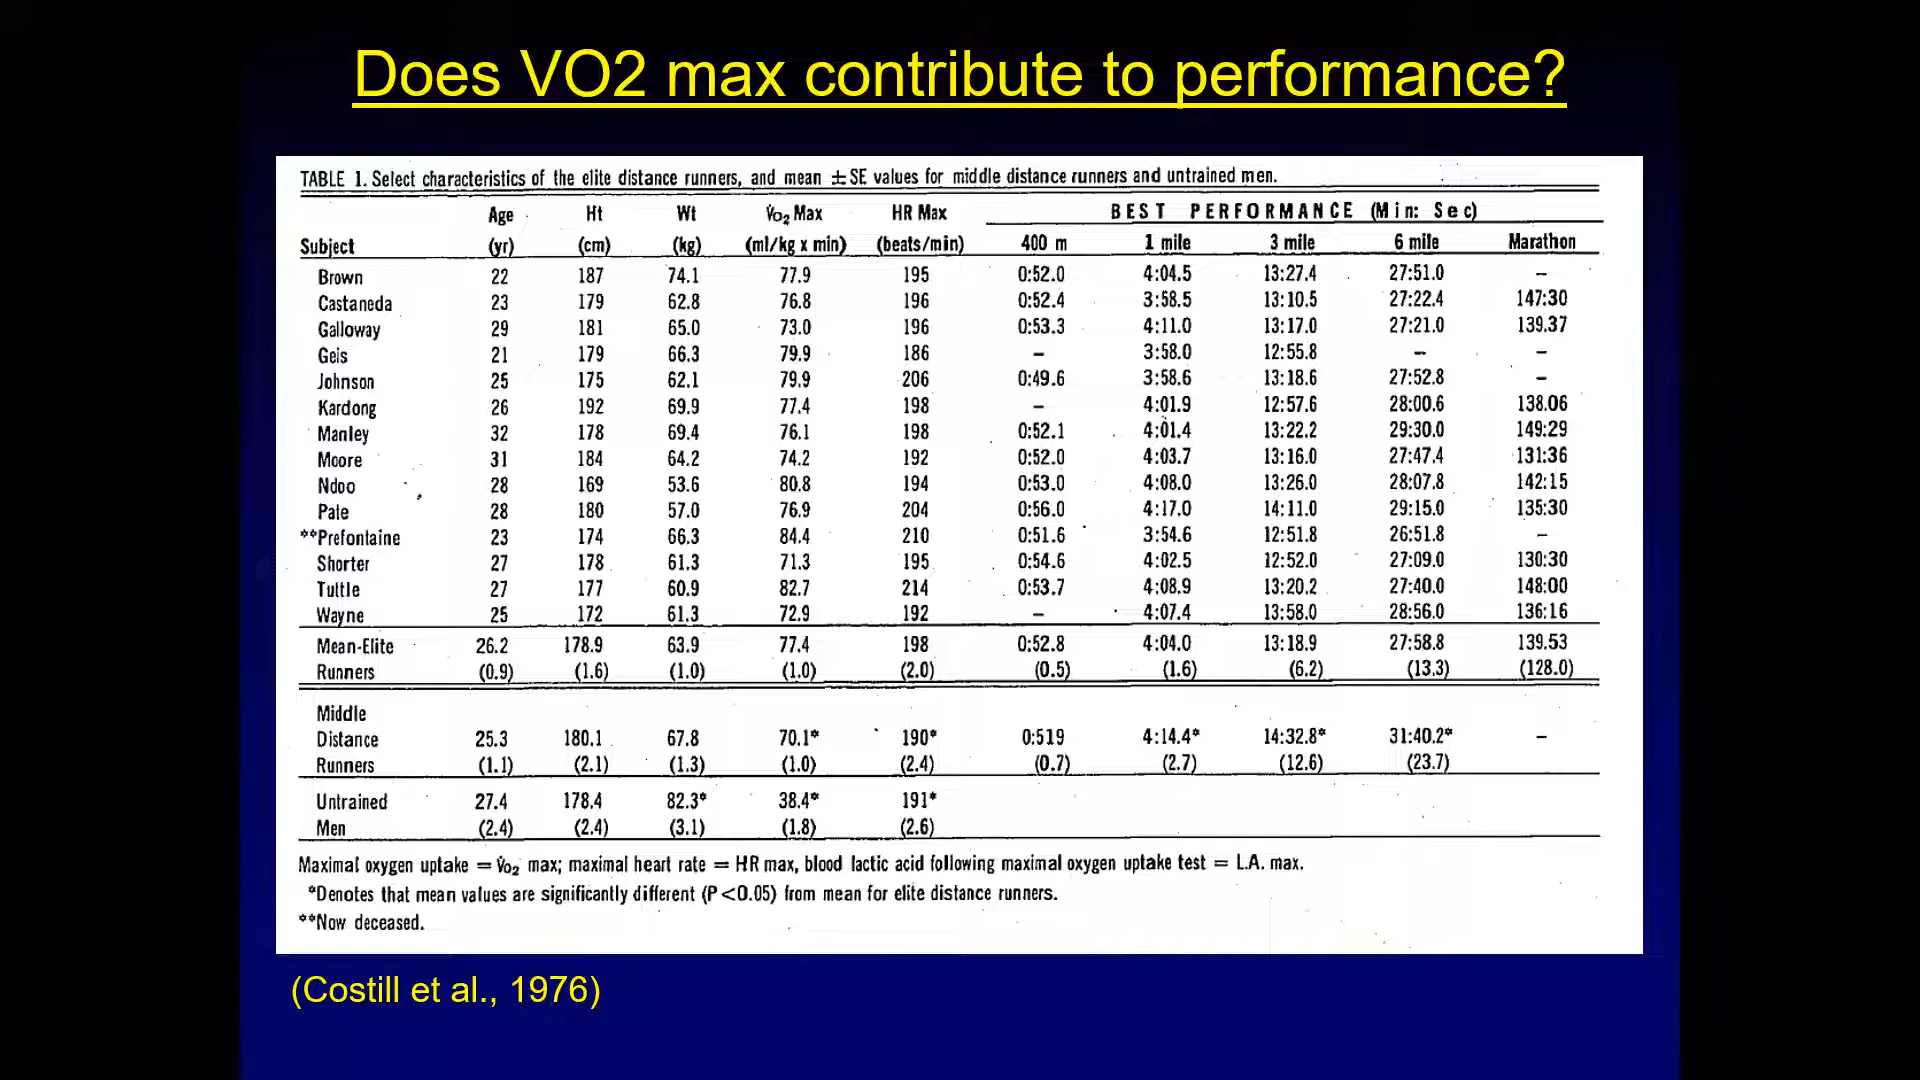 Does VO2 max contribute to performance?
TABLE 1. Select characteristics of the elite distance runners, and mean ±SE values for middle distance runners and untrained men.
Age Ht Wt V̇o₂ Max HR Max BEST PERFORMANCE (Min: Sec)
Subject (yr) (cm) (kg) (ml/kg x min) (beats/min) 400 m 1 mile 3 mile 6 mile Marathon
Brown 22 187 74.1 77.9 195 0:52.0 4:04.5 13:27.4 27:51.0 –
Castaneda 23 179 62.8 76.8 196 0:52.4 3:58.5 13:10.5 27:22.4 147:30
Galloway 29 181 65.0 73.0 196 0:53.3 4:11.0 13:17.0 27:21.0 139.37
Geis 21 179 66.3 79.9 186 – 3:58.0 12:55.8 – –
Johnson 25 175 62.1 79.9 206 0:49.6 3:58.6 13:18.6 27:52.8 –
Kardong 26 192 69.9 77.4 198 – 4:01.9 12:57.6 28:00.6 138.06
Manley 32 178 69.4 76.1 198 0:52.1 4:01.4 13:22.2 29:30.0 149:29
Moore 31 184 64.2 74.2 192 0:52.0 4:03.7 13:16.0 27:47.4 131:36
Ndoo 28 169 53.6 80.8 194 0:53.0 4:08.0 13:26.0 28:07.8 142:15
Pate 28 180 57.0 76.9 204 0:56.0 4:17.0 14:11.0 29:15.0 135:30
**Prefontaine 23 174 66.3 84.4 210 0:51.6 3:54.6 12:51.8 26:51.8 –
Shorter 27 178 61.3 71.3 195 0:54.6 4:02.5 12:52.0 27:09.0 130:30
Tuttle 27 177 60.9 82.7 214 0:53.7 4:08.9 13:20.2 27:40.0 148:00
Wayne 25 172 61.3 72.9 192 – 4:07.4 13:58.0 28:56.0 136:16
Mean-Elite 26.2 178.9 63.9 77.4 198 0:52.8 4:04.0 13:18.9 27:58.8 139.53
Runners (0.9) (1.6) (1.0) (1.0) (2.0) (0.5) (1.6) (6.2) (13.3) (128.0)
Middle
Distance 25.3 180.1 67.8 70.1* 190* 0:519 4:14.4* 14:32.8* 31:40.2* –
Runners (1.1) (2.1) (1.3) (1.0) (2.4) (0.7) (2.7) (12.6) (23.7)
Untrained 27.4 178.4 82.3* 38.4* 191*
Men (2.4) (2.4) (3.1) (1.8) (2.6)
Maximal oxygen uptake = V̇o₂ max; maximal heart rate = HR max, blood lactic acid following maximal oxygen uptake test = L.A. max.
*Denotes that mean values are significantly different (P<0.05) from mean for elite distance runners.
**Now deceased.
(Costill et al., 1976)